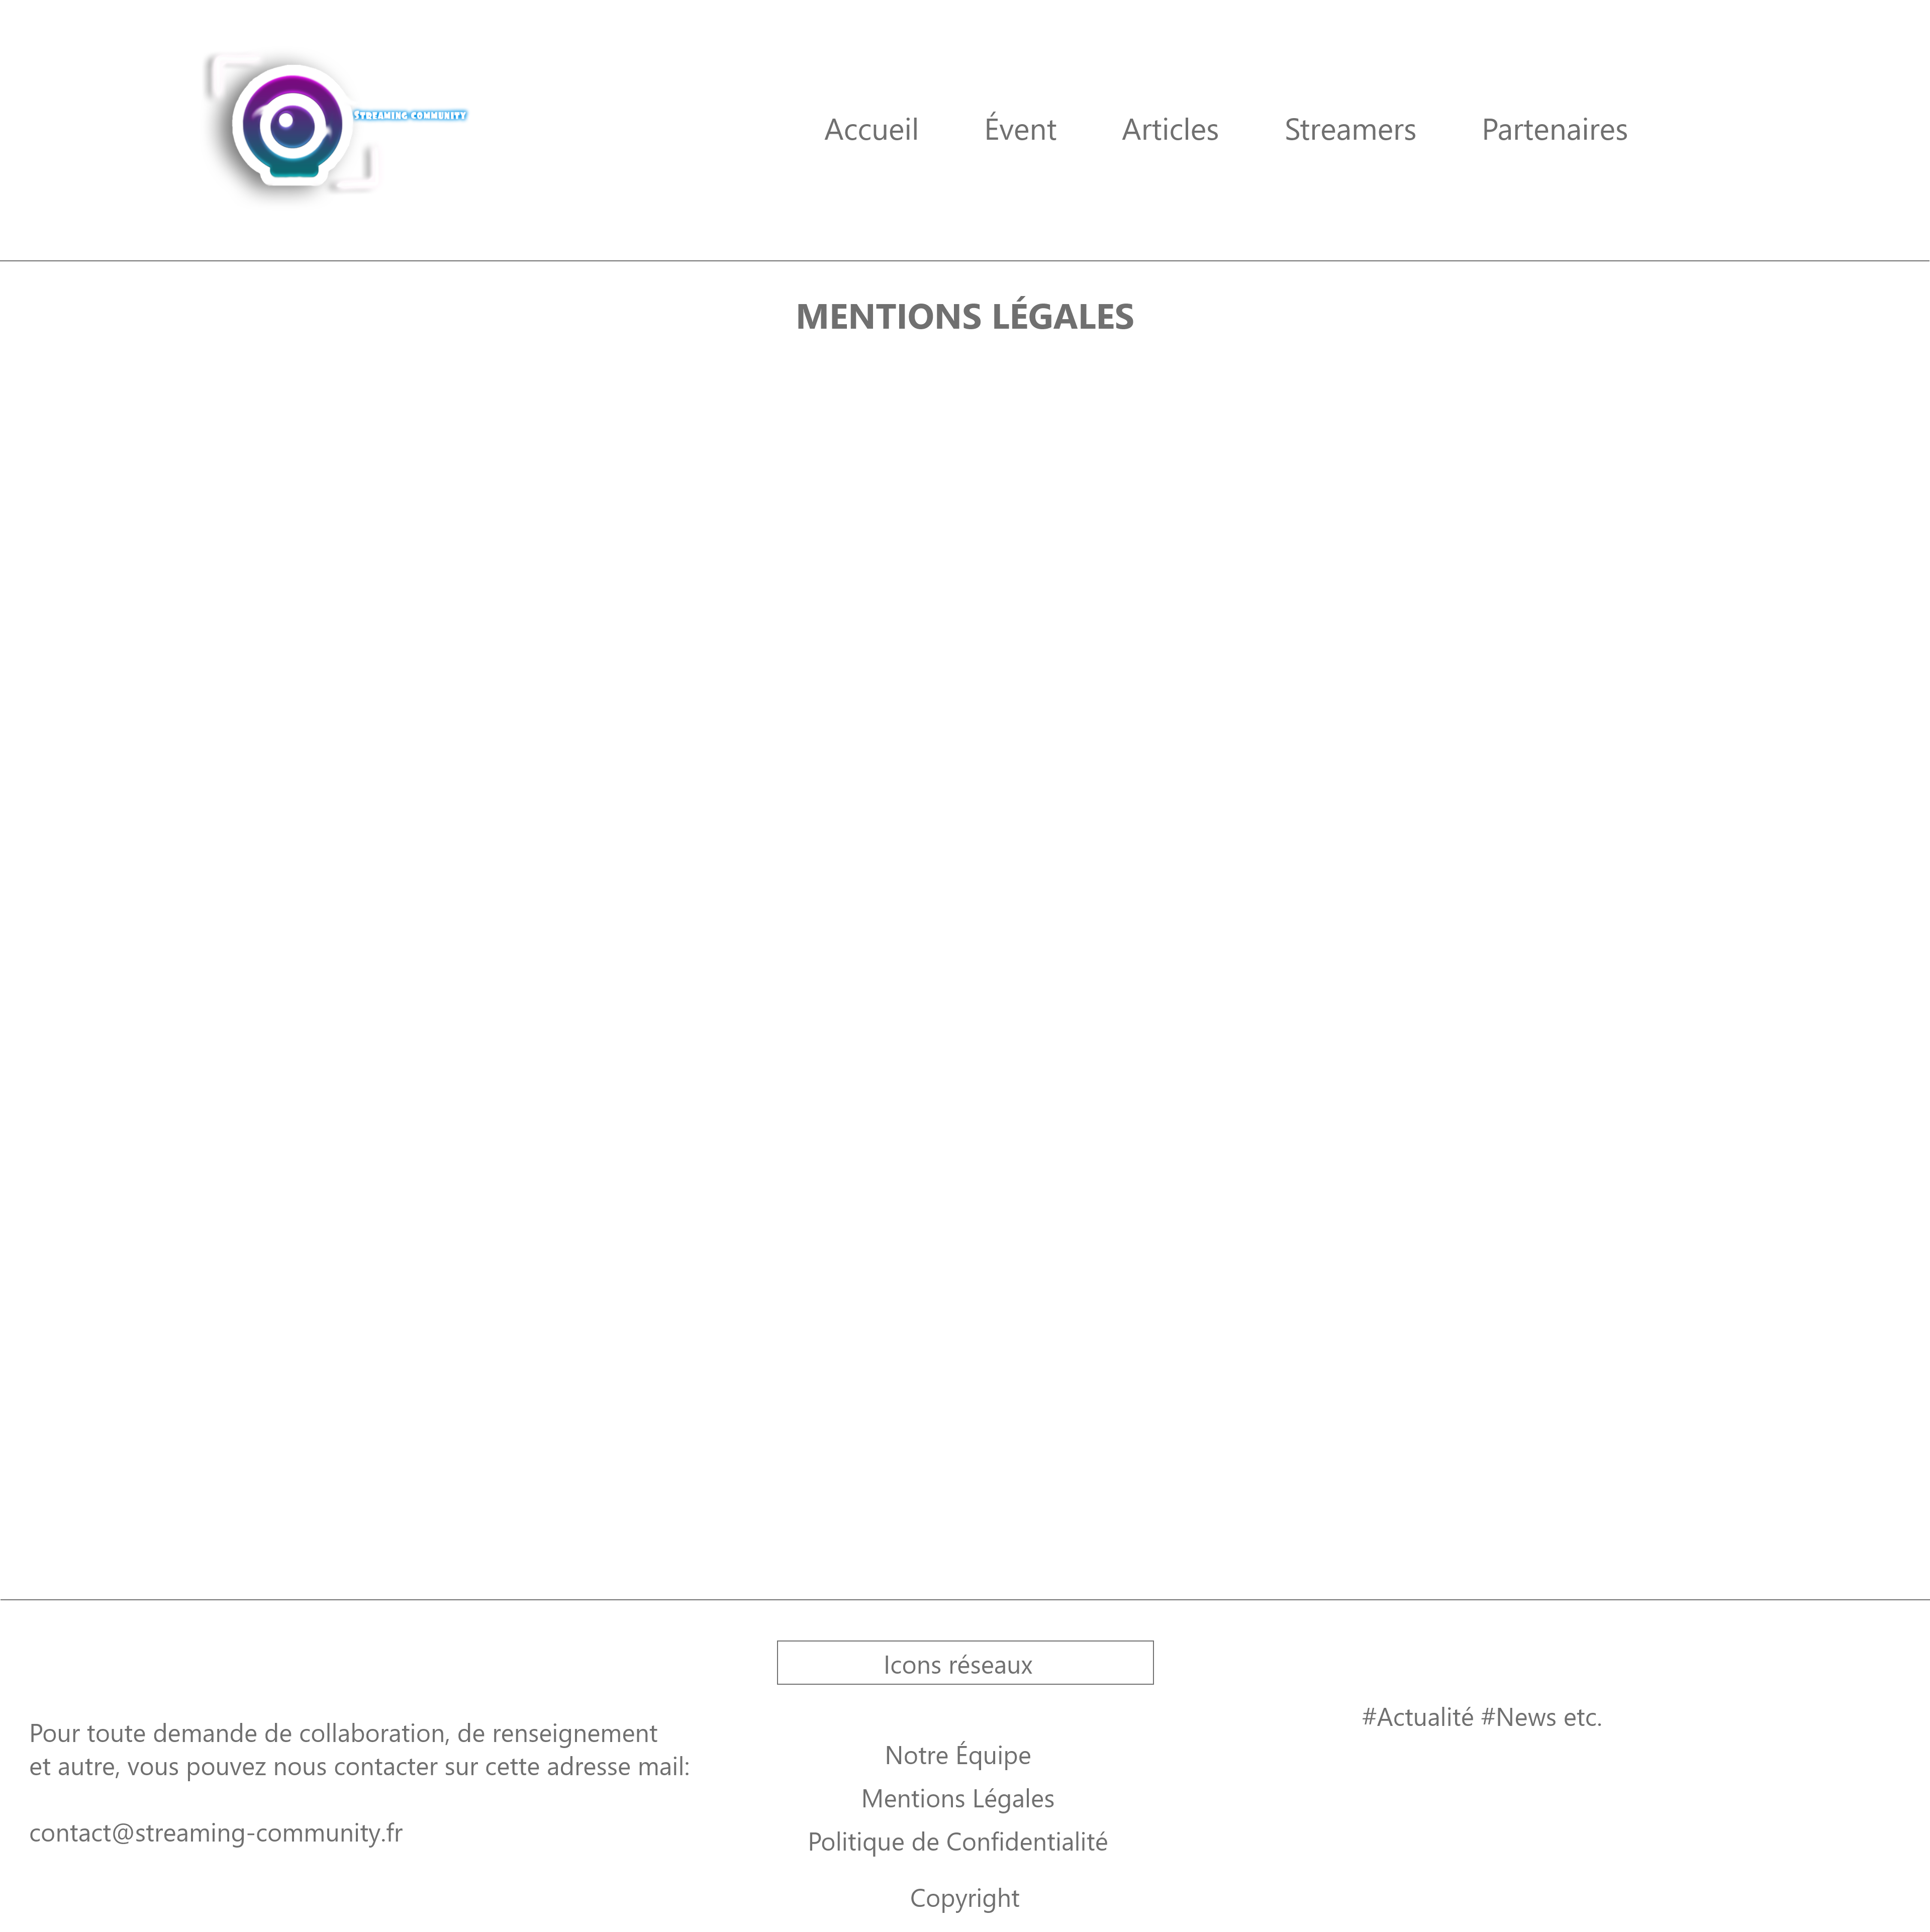 STREAMING COMMUNITY
Accueil Évent Articles Streamers Partenaires
MENTIONS LÉGALES
Icons réseaux
Pour toute demande de collaboration, de renseignement
et autre, vous pouvez nous contacter sur cette adresse mail:
contact@streaming-community.fr
Notre Équipe
Mentions Légales
Politique de Confidentialité
Copyright
#Actualité #News etc.